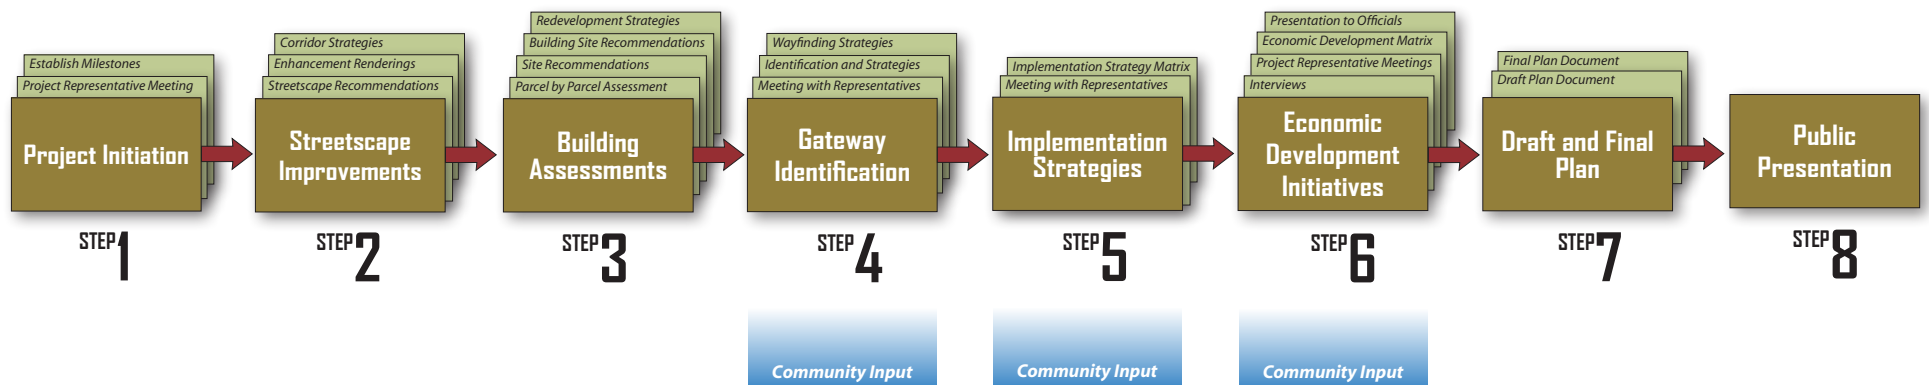 Establish Milestones
Project Representative Meeting
Project Initiation
STEP 1
Corridor Strategies
Enhancement Renderings
Streetscape Recommendations
Streetscape
Improvements
STEP 2
Redevelopment Strategies
Building Site Recommendations
Site Recommendations
Parcel by Parcel Assessment
Building
Assessments
STEP 3
Wayfinding Strategies
Identification and Strategies
Meeting with Representatives
Gateway
Identification
STEP 4
Community Input
Implementation Strategy Matrix
Meeting with Representatives
Implementation
Strategies
STEP 5
Community Input
Presentation to Officials
Economic Development Matrix
Project Representative Meetings
Interviews
Economic
Development
Initiatives
STEP 6
Community Input
Final Plan Document
Draft Plan Document
Draft and Final
Plan
STEP 7
Public
Presentation
STEP 8